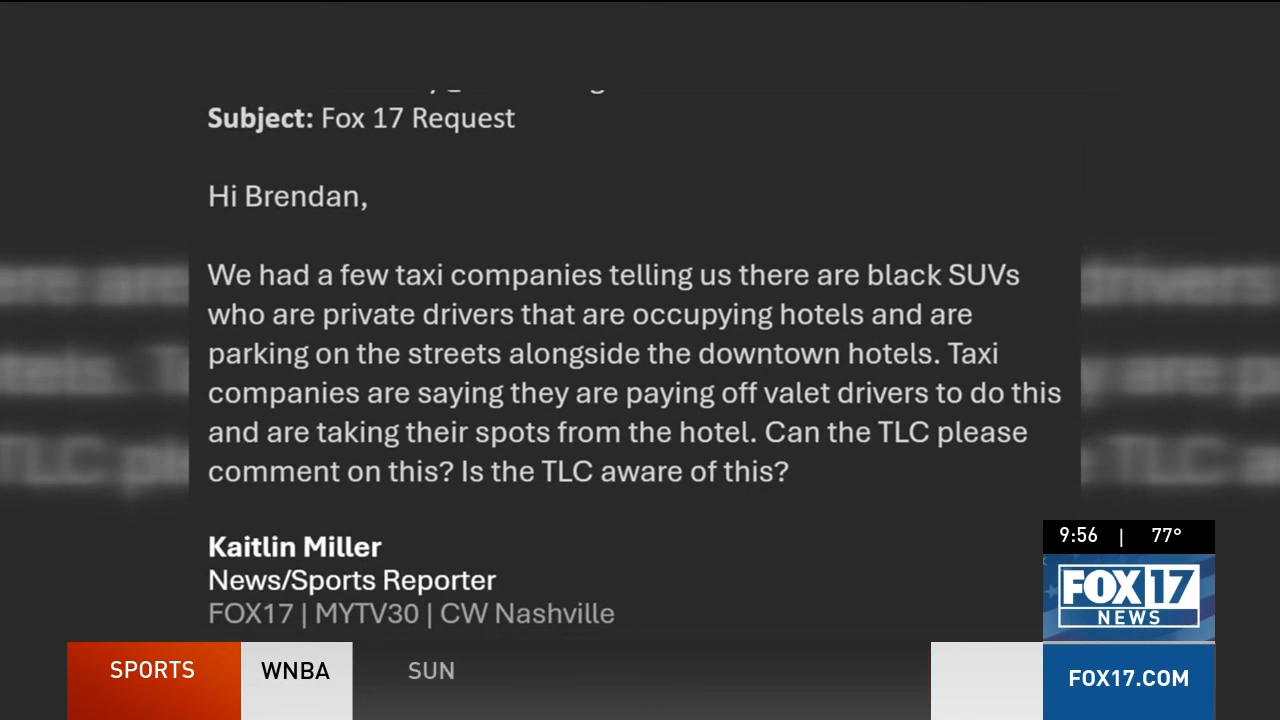 Subject: Fox 17 Request
Hi Brendan,
We had a few taxi companies telling us there are black SUVs
who are private drivers that are occupying hotels and are
parking on the streets alongside the downtown hotels. Taxi
companies are saying they are paying off valet drivers to do this
and are taking their spots from the hotel. Can the TLC please
comment on this? Is the TLC aware of this?
Kaitlin Miller
News/Sports Reporter
FOX17 | MYTV30 | CW Nashville
9:56 | 77°
FOX 17
NEWS
SPORTS WNBA SUN
FOX17.COM